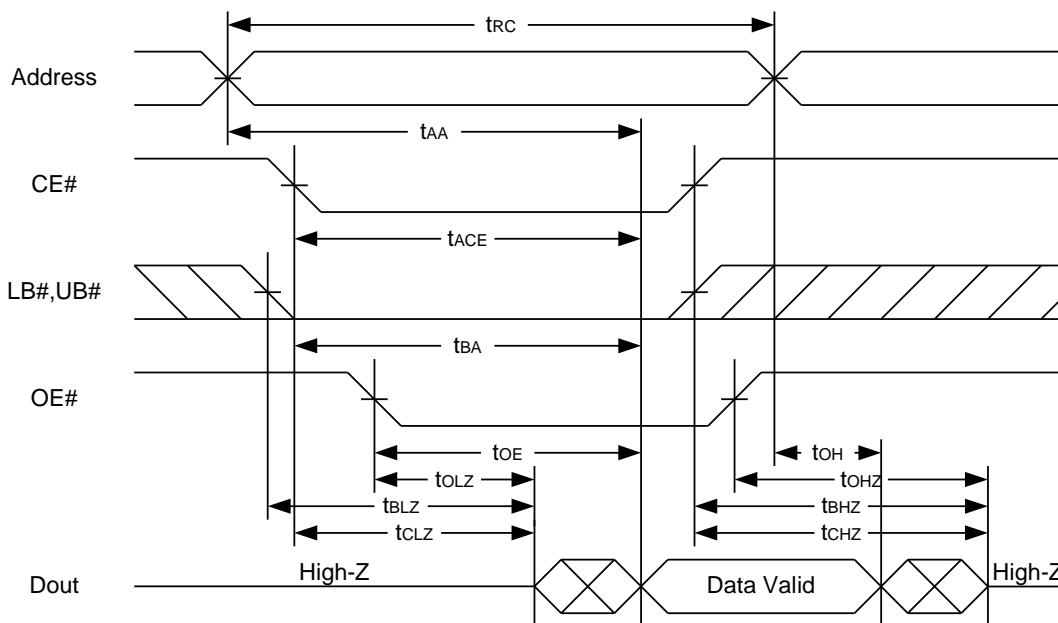 tRC
Address
tAA
CE#
tACE
LB#,UB#
tBA
OE#
tOE
tOH
tOLZ
tOHZ
tBLZ
tBHZ
tCLZ
tCHZ
Dout
High-Z
Data Valid
High-Z